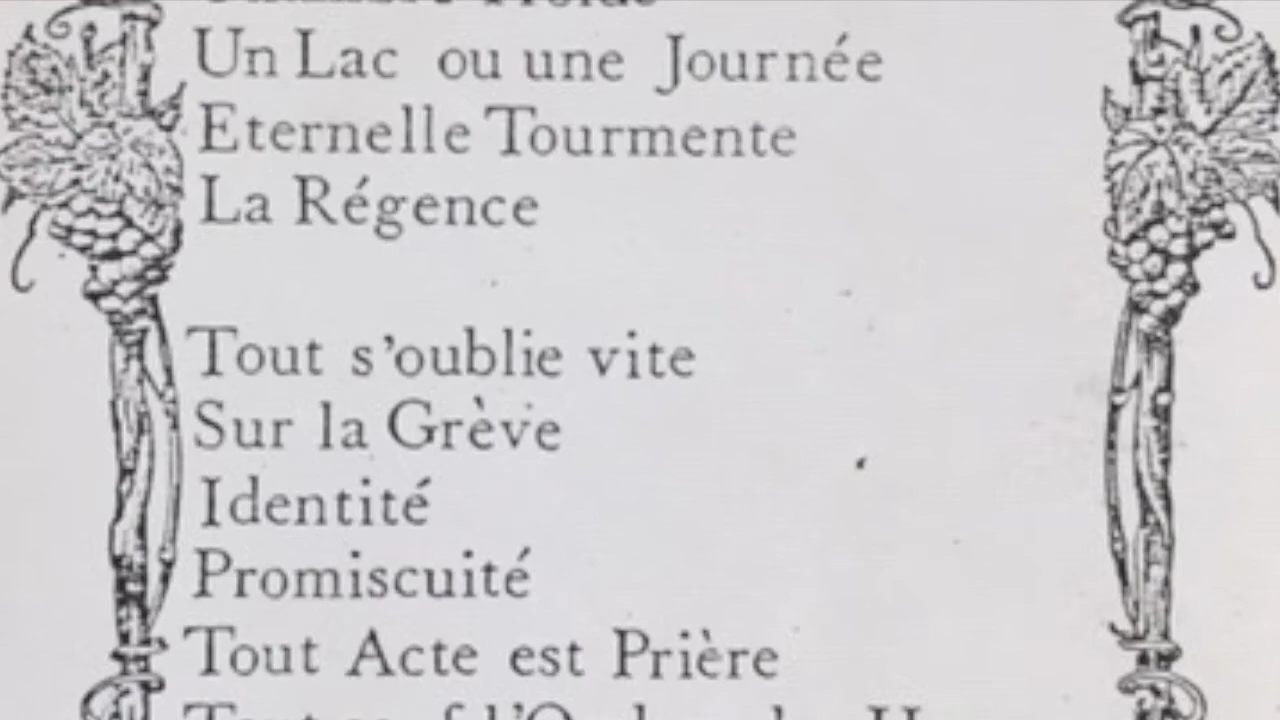 Un Lac ou une Journée
Eternelle Tourmente
La Régence
Tout s'oublie vite
Sur la Grève
Identité
Promiscuité
Tout Acte est Prière